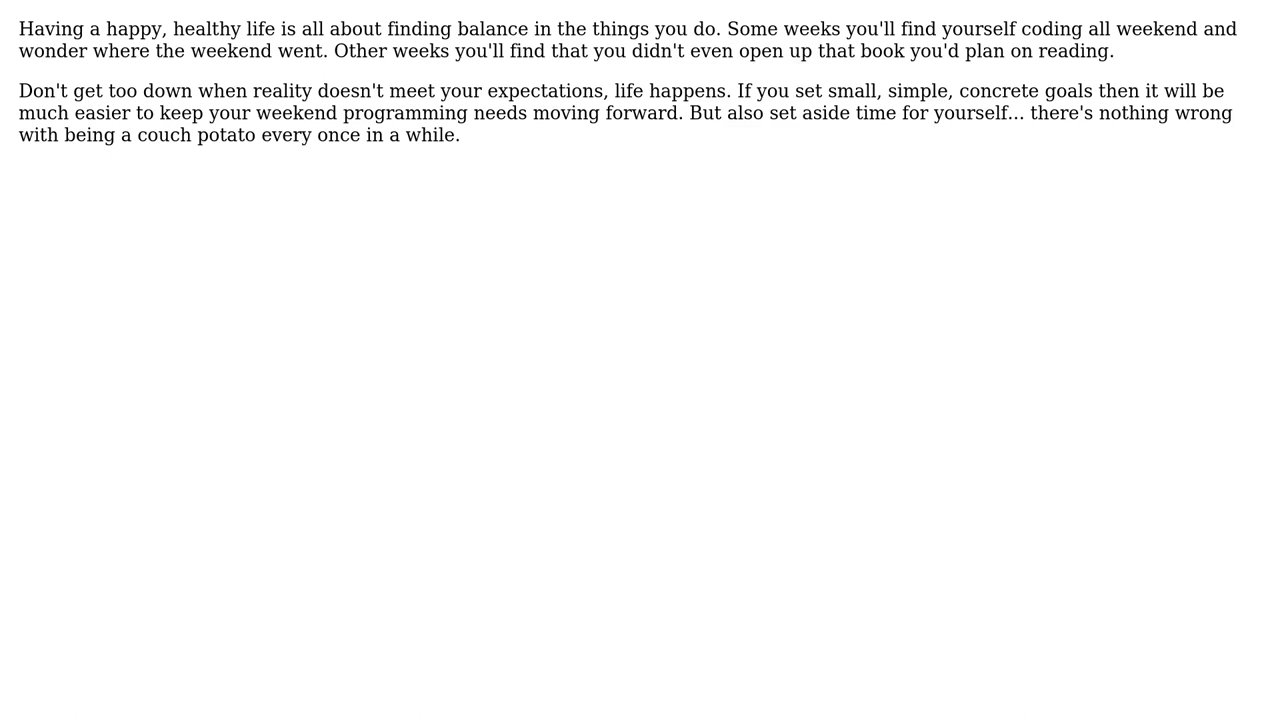 Having a happy, healthy life is all about finding balance in the things you do. Some weeks you'll find yourself coding all weekend and
wonder where the weekend went. Other weeks you'll find that you didn't even open up that book you'd plan on reading.
Don't get too down when reality doesn't meet your expectations, life happens. If you set small, simple, concrete goals then it will be
much easier to keep your weekend programming needs moving forward. But also set aside time for yourself... there's nothing wrong
with being a couch potato every once in a while.